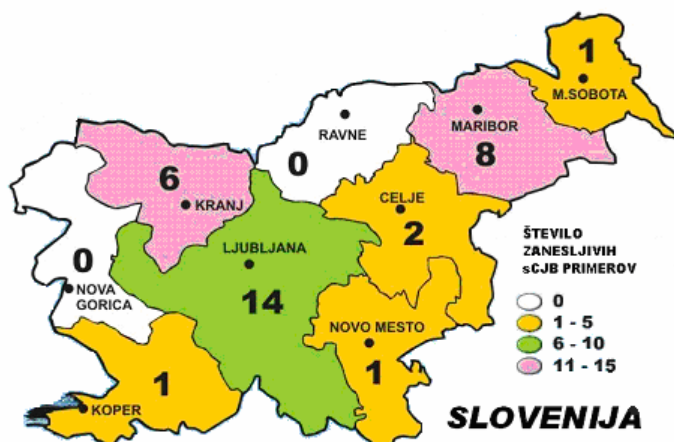 1
M.SOBOTA
RAVNE
0
MARIBOR
8
6
KRANJ
CELJE
2
0
NOVA
GORICA
LJUBLJANA
14
NOVO MESTO
1
1
KOPER
ŠTEVILO
ZANESLJIVIH
sCJB PRIMEROV
0
1 - 5
6 - 10
11 - 15
SLOVENIJA